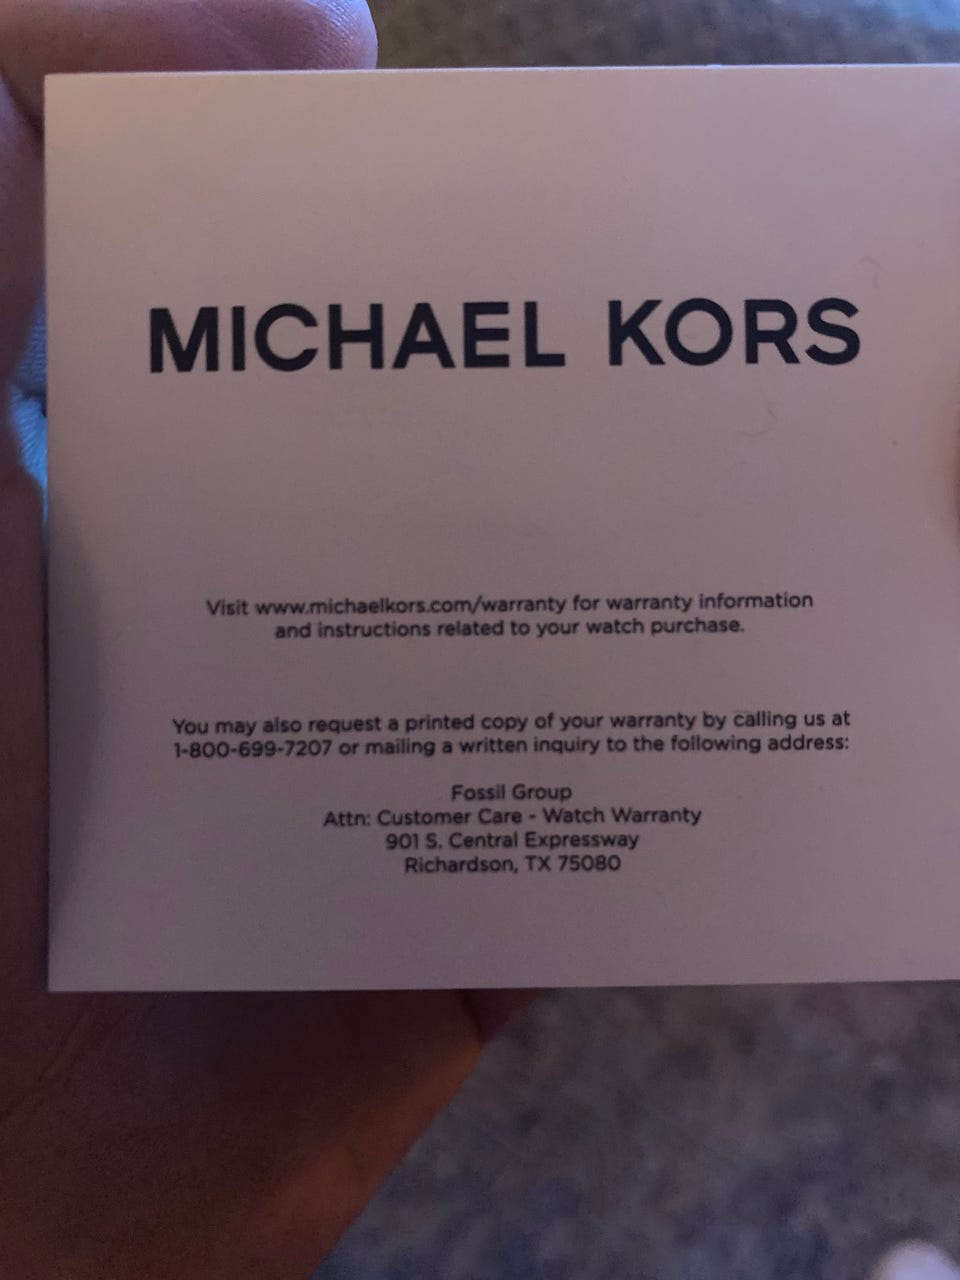 MICHAEL KORS
Visit www.michaelkors.com/warranty for warranty information
and instructions related to your watch purchase.
You may also request a printed copy of your warranty by calling us at
1-800-699-7207 or mailing a written inquiry to the following address:
Fossil Group
Attn: Customer Care - Watch Warranty
901 S. Central Expressway
Richardson, TX 75080